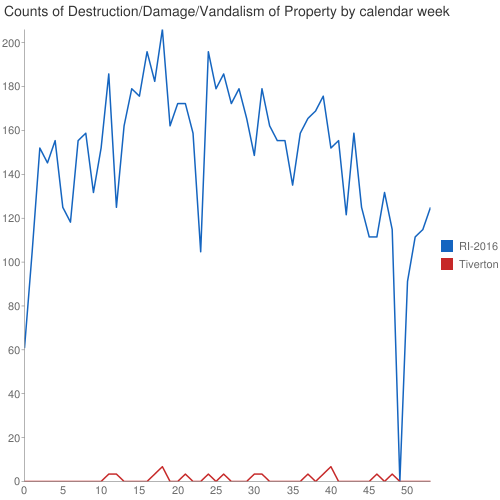 Counts of Destruction/Damage/Vandalism of Property by calendar week
200
180
160
140
120
100
80
60
40
20
0
0 5 10 15 20 25 30 35 40 45 50
RI-2016
Tiverton